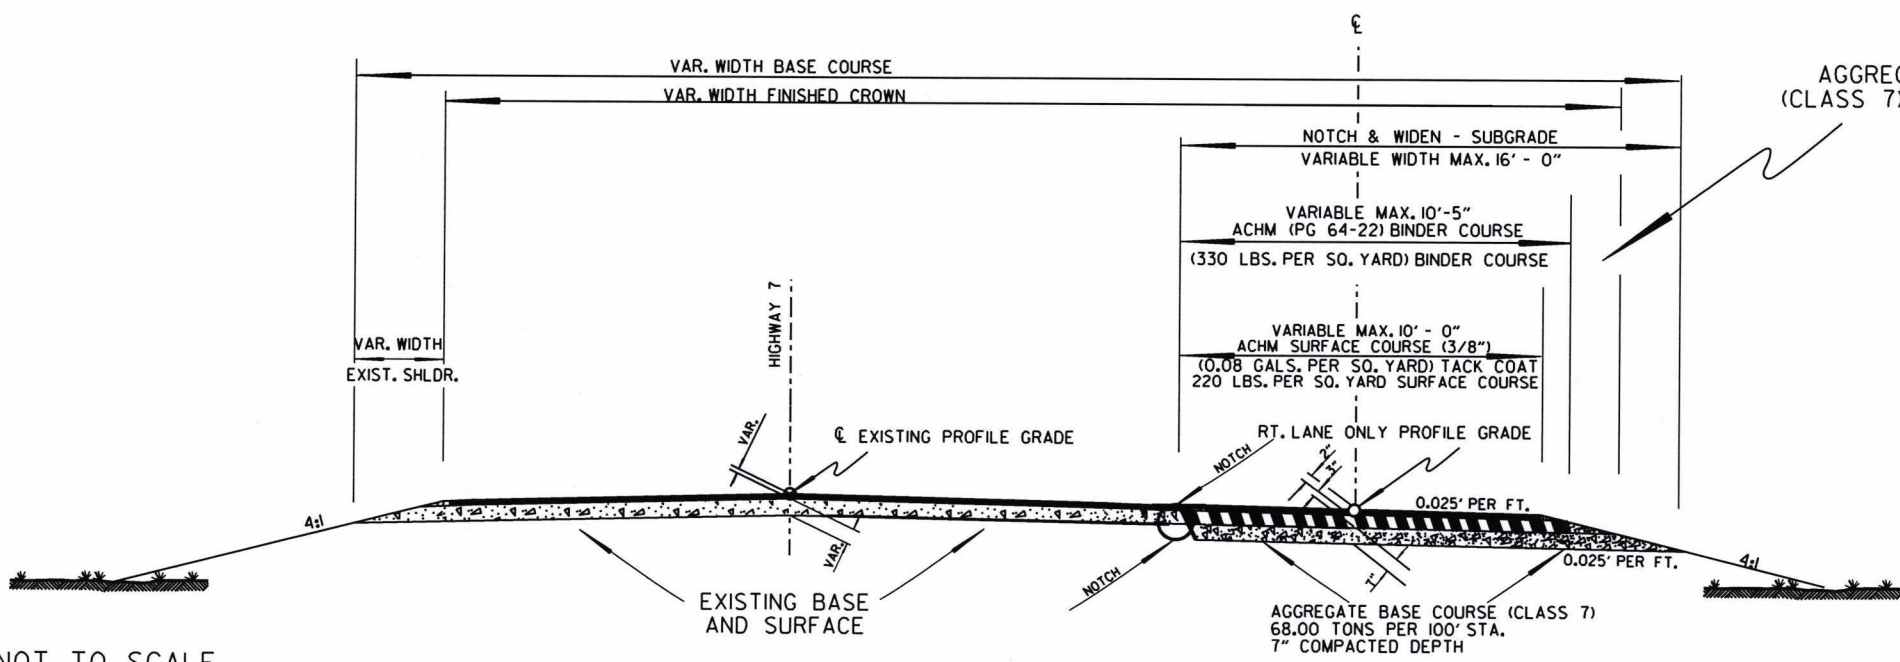 ℄
VAR. WIDTH BASE COURSE
VAR. WIDTH FINISHED CROWN
(CLASS 7)
NOTCH & WIDEN - SUBGRADE
VARIABLE WIDTH MAX. 16' - 0"
VARIABLE MAX. 10'-5"
ACHM (PG 64-22) BINDER COURSE
(330 LBS. PER SQ. YARD) BINDER COURSE
HIGHWAY 7
VAR. WIDTH
EXIST. SHLDR.
VARIABLE MAX. 10' - 0"
ACHM SURFACE COURSE (3/8")
(0.08 GALS. PER SQ. YARD) TACK COAT
220 LBS. PER SQ. YARD SURFACE COURSE
VAR.
℄ EXISTING PROFILE GRADE
RT. LANE ONLY PROFILE GRADE
NOTCH
2"
3"
0.025' PER FT.
4:1
VAR.
NOTCH
7"
0.025' PER FT.
4:1
EXISTING BASE
AND SURFACE
AGGREGATE BASE COURSE (CLASS 7)
68.00 TONS PER 100' STA.
7" COMPACTED DEPTH
NOT TO SCALE